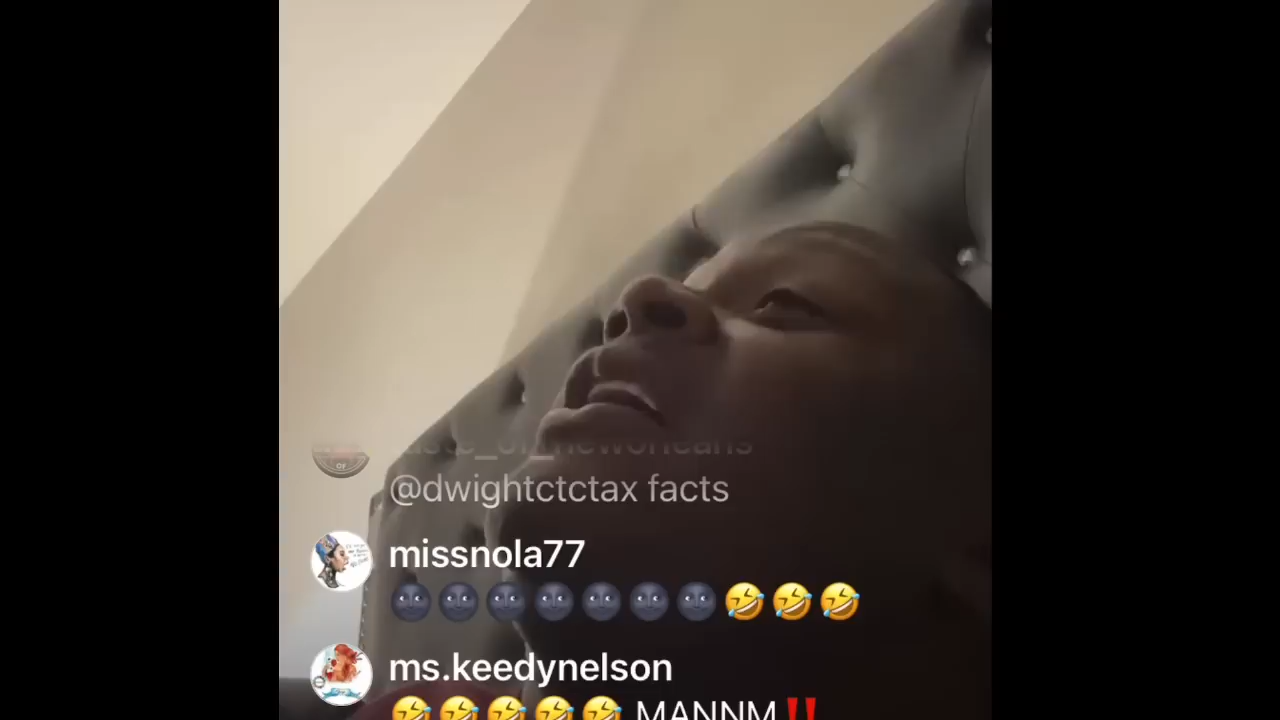 @dwightctctax facts
missnola77
🌚🌚🌚🌚🌚🌚🌚🤣🤣🤣
ms.keedynelson
🤣🤣🤣🤣🤣 MANNM‼️